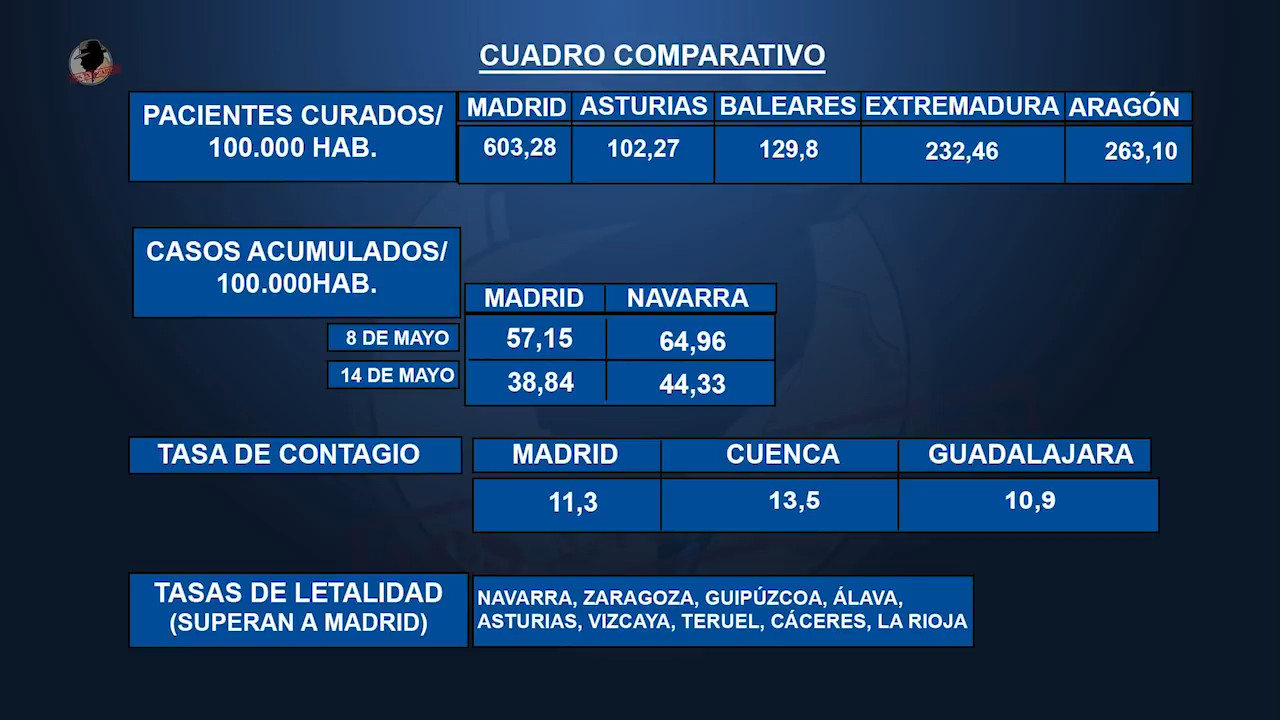 CUADRO COMPARATIVO
PACIENTES CURADOS/
100.000 HAB.
MADRID ASTURIAS BALEARES EXTREMADURA ARAGÓN
603,28 102,27 129,8 232,46 263,10
CASOS ACUMULADOS/
100.000HAB.
MADRID NAVARRA
8 DE MAYO 57,15 64,96
14 DE MAYO 38,84 44,33
TASA DE CONTAGIO MADRID CUENCA GUADALAJARA
11,3 13,5 10,9
TASAS DE LETALIDAD
(SUPERAN A MADRID)
NAVARRA, ZARAGOZA, GUIPÚZCOA, ÁLAVA,
ASTURIAS, VIZCAYA, TERUEL, CÁCERES, LA RIOJA